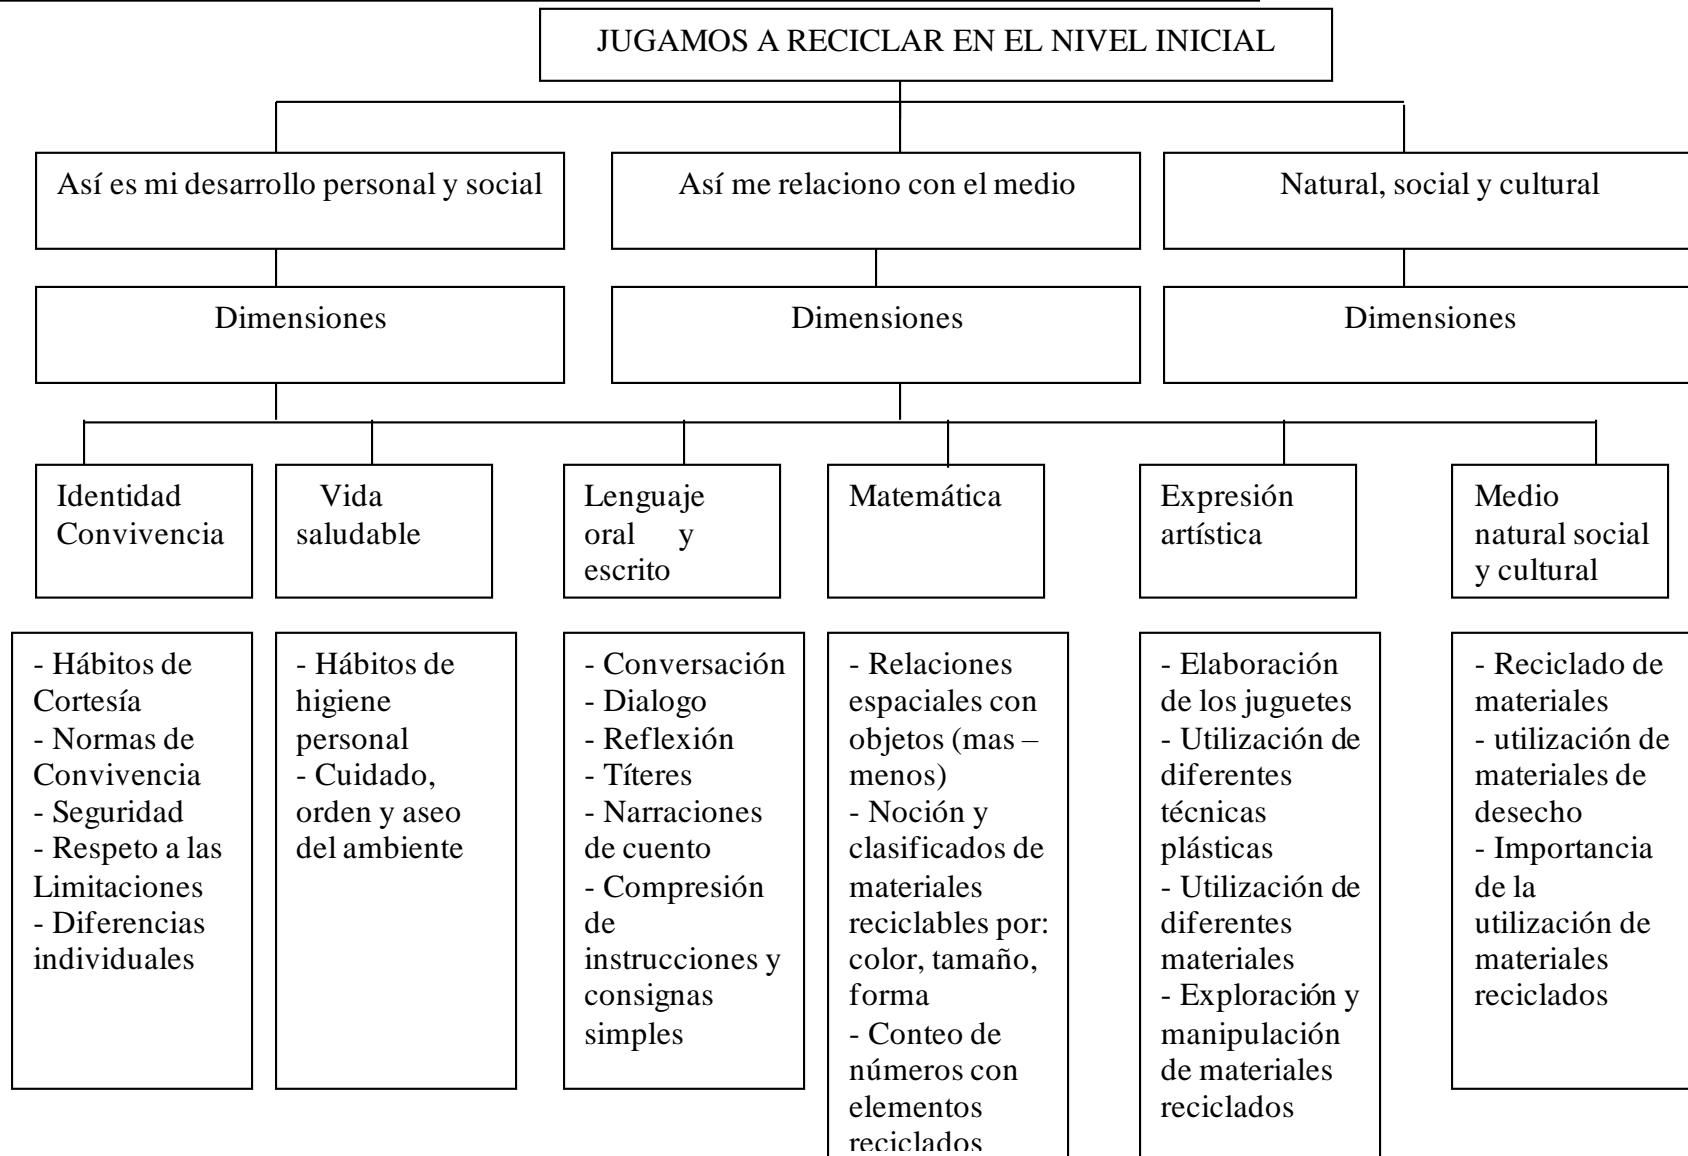 JUGAMOS A RECICLAR EN EL NIVEL INICIAL
Así es mi desarrollo personal y social
Así me relaciono con el medio
Natural, social y cultural
Dimensiones
Dimensiones
Dimensiones
Identidad
Convivencia
Vida
saludable
Lenguaje
oral y
escrito
Matemática
Expresión
artística
Medio
natural social
y cultural
- Hábitos de
Cortesía
- Normas de
Convivencia
- Seguridad
- Respeto a las
Limitaciones
- Diferencias
individuales
- Hábitos de
higiene
personal
- Cuidado,
orden y aseo
del ambiente
- Conversación
- Dialogo
- Reflexión
- Títeres
- Narraciones
de cuento
- Compresión
de
instrucciones y
consignas
simples
- Relaciones
espaciales con
objetos (mas –
menos)
- Noción y
clasificados de
materiales
reciclables por:
color, tamaño,
forma
- Conteo de
números con
elementos
reciclados
- Elaboración
de los juguetes
- Utilización de
diferentes
técnicas
plásticas
- Utilización de
diferentes
materiales
- Exploración y
manipulación
de materiales
reciclados
- Reciclado de
materiales
- utilización de
materiales de
desecho
- Importancia
de la
utilización de
materiales
reciclados